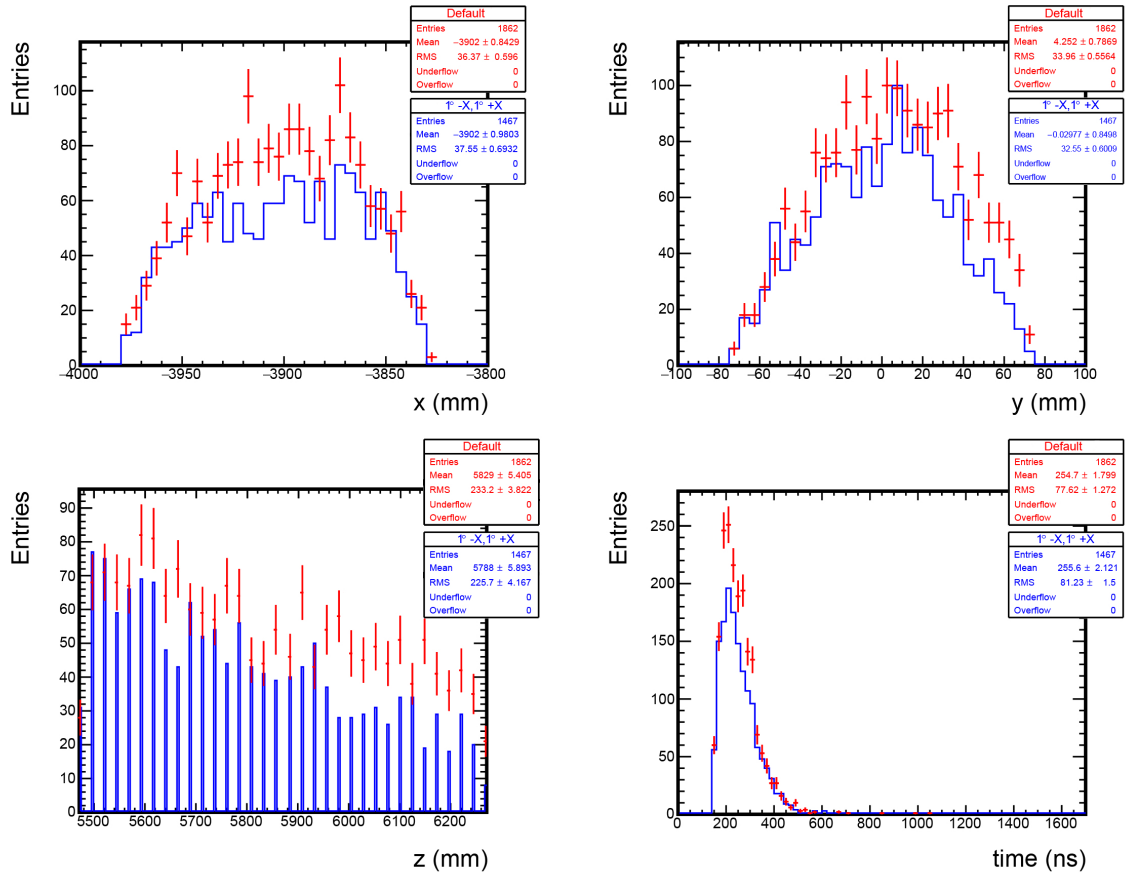 Default
Entries 1862
Mean −3902 ± 0.8429
RMS 36.37 ± 0.596
Underflow 0
Overflow 0
1° -X,1° +X
Entries 1467
Mean −3902 ± 0.9803
RMS 37.55 ± 0.6932
Underflow 0
Overflow 0
Entries
100
80
60
40
20
0
−4000 −3950 −3900 −3850 −3800
x (mm)
Default
Entries 1862
Mean 4.252 ± 0.7869
RMS 33.96 ± 0.5564
Underflow 0
Overflow 0
1° -X,1° +X
Entries 1467
Mean −0.02977 ± 0.8498
RMS 32.55 ± 0.6009
Underflow 0
Overflow 0
Entries
100
80
60
40
20
0
−100 −80 −60 −40 −20 0 20 40 60 80 100
y (mm)
Default
Entries 1862
Mean 5829 ± 5.405
RMS 233.2 ± 3.822
Underflow 0
Overflow 0
1° -X,1° +X
Entries 1467
Mean 5788 ± 5.893
RMS 225.7 ± 4.167
Underflow 0
Overflow 0
Entries
90
80
70
60
50
40
30
20
10
0
5500 5600 5700 5800 5900 6000 6100 6200
z (mm)
Default
Entries 1862
Mean 254.7 ± 1.799
RMS 77.62 ± 1.272
Underflow 0
Overflow 0
1° -X,1° +X
Entries 1467
Mean 255.6 ± 2.121
RMS 81.23 ± 1.5
Underflow 0
Overflow 0
Entries
250
200
150
100
50
0
0 200 400 600 800 1000 1200 1400 1600
time (ns)